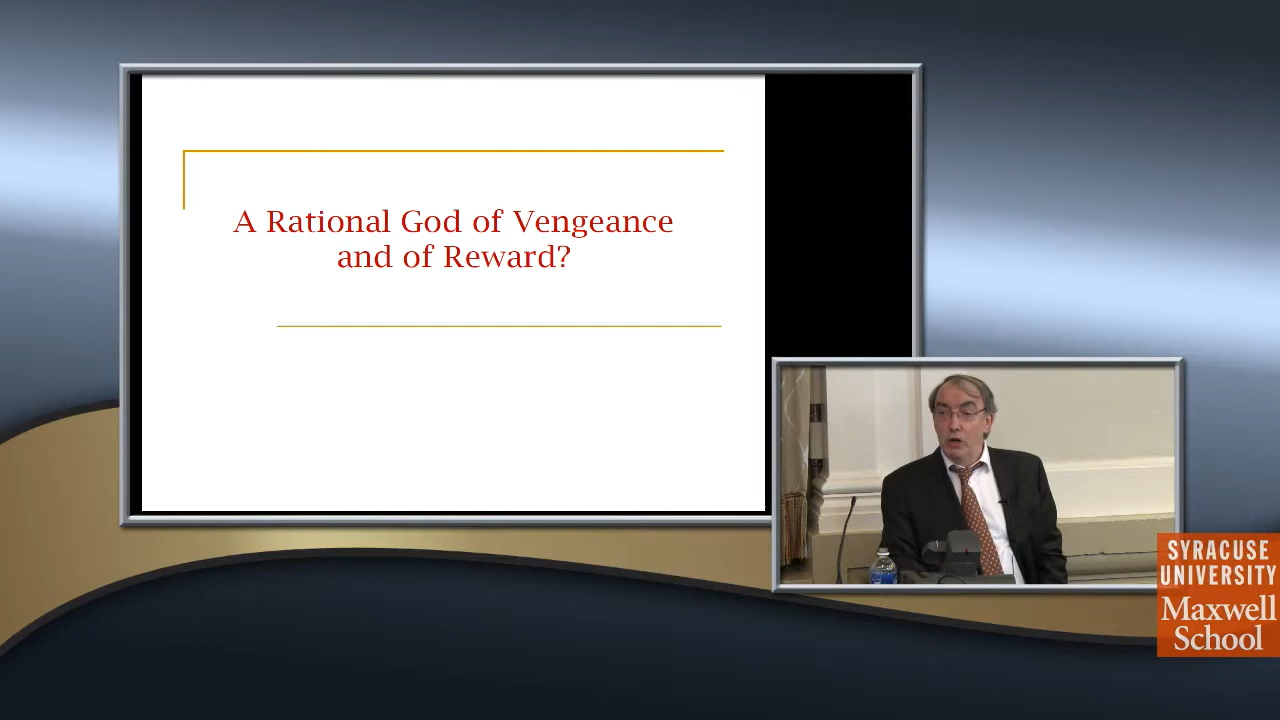 A Rational God of Vengeance
and of Reward?
SYRACUSE
UNIVERSITY
Maxwell
School